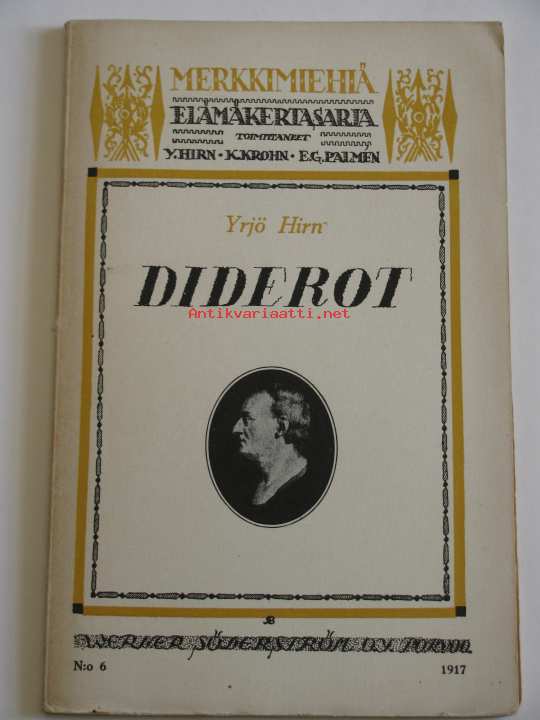 MERKKIMIEHIÄ
ELÄMÄKERTASARJA
TOIMITTANEET
Y.HIRN · K.KROHN · E.G.PALMÉN
Yrjö Hirn
DIDEROT
Antikvariaatti.net
WERNER SÖDERSTRÖM O.Y. PORVOO
N:o 6 1917